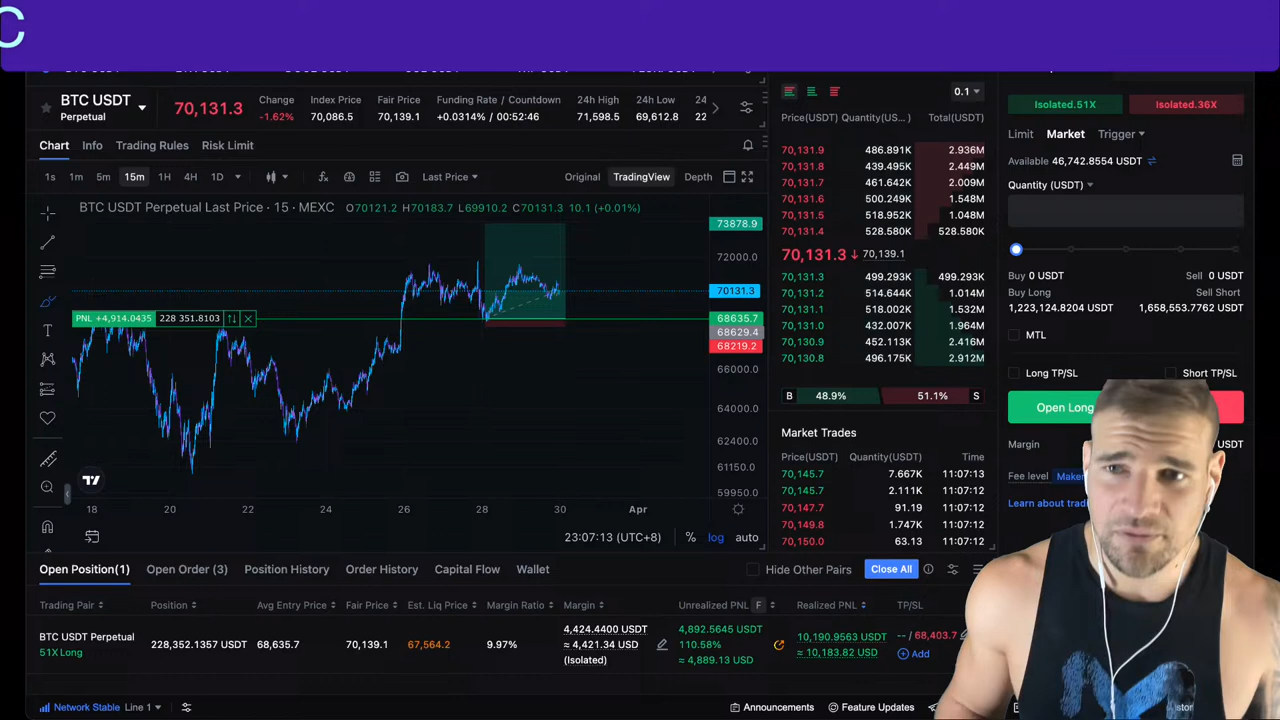 C
BTC USDT
Perpetual
70,131.3
Change
-1.62%
Index Price
70,086.5
Fair Price
70,139.1
Funding Rate / Countdown
+0.0314% / 00:52:46
24h High
71,598.5
24h Low
69,612.8
24
22
Chart Info Trading Rules Risk Limit
1s 1m 5m 15m 1H 4H 1D Last Price Original TradingView Depth
BTC USDT Perpetual Last Price · 15 · MEXC O70121.2 H70183.7 L69910.2 C70131.3 10.1 (+0.01%)
73878.9
72000.0
70131.3
68635.7
68629.4
68219.2
66000.0
64000.0
62400.0
61150.0
59950.0
PNL +4,914.0435 228 351.8103
18 20 22 24 26 28 30 Apr
23:07:13 (UTC+8) % log auto
0.1
Price(USDT) Quantity(US... Total(USDT)
70,131.9 486.891K 2.936M
70,131.8 439.495K 2.449M
70,131.7 461.642K 2.009M
70,131.6 500.249K 1.548M
70,131.5 518.952K 1.048M
70,131.4 528.580K 528.580K
70,131.3 70,139.1
70,131.3 499.293K 499.293K
70,131.2 514.644K 1.014M
70,131.1 518.002K 1.532M
70,131.0 432.007K 1.964M
70,130.9 452.113K 2.416M
70,130.8 496.175K 2.912M
B 48.9% 51.1% S
Market Trades
Price(USDT) Quantity(USDT) Time
70,145.7 7.667K 11:07:13
70,145.7 2.111K 11:07:12
70,147.7 91.19 11:07:12
70,149.8 1.747K 11:07:12
70,150.0 63.13 11:07:12
Isolated.51X Isolated.36X
Limit Market Trigger
Available 46,742.8554 USDT
Quantity (USDT)
Buy 0 USDT Sell 0 USDT
Buy Long Sell Short
1,223,124.8204 USDT 1,658,553.7762 USDT
MTL
Long TP/SL Short TP/SL
Open Long
Margin USDT
Fee level Maker
Learn about
Open Position(1) Open Order (3) Position History Order History Capital Flow Wallet
Hide Other Pairs Close All
Trading Pair Position Avg Entry Price Fair Price Est. Liq Price Margin Ratio Margin Unrealized PNL F Realized PNL TP/SL
BTC USDT Perpetual
51X Long
228,352.1357 USDT
68,635.7
70,139.1
67,564.2
9.97%
4,424.4400 USDT
≈ 4,421.34 USD
(Isolated)
4,892.5645 USDT
110.58%
≈ 4,889.13 USD
10,190.9563 USDT
≈ 10,183.82 USD
-- / 68,403.7
Add
Network Stable Line 1
Announcements Feature Updates